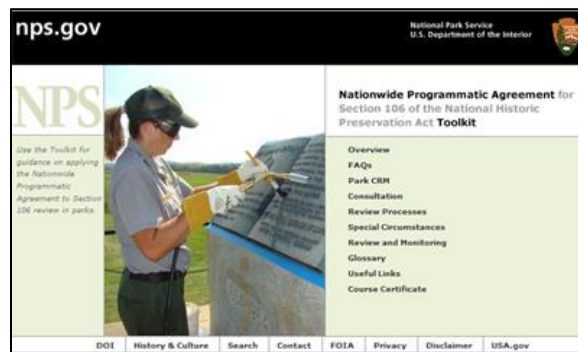 nps.gov
National Park Service
U.S. Department of the Interior
NPS
Use the Toolkit for
guidance on applying
the Nationwide
Programmatic
Agreement to Section
106 review in parks.
Nationwide Programmatic Agreement for
Section 106 of the National Historic
Preservation Act Toolkit
Overview
FAQs
Park CRM
Consultation
Review Processes
Special Circumstances
Review and Monitoring
Glossary
Useful Links
Course Certificate
DOI History & Culture Search Contact FOIA Privacy Disclaimer USA.gov